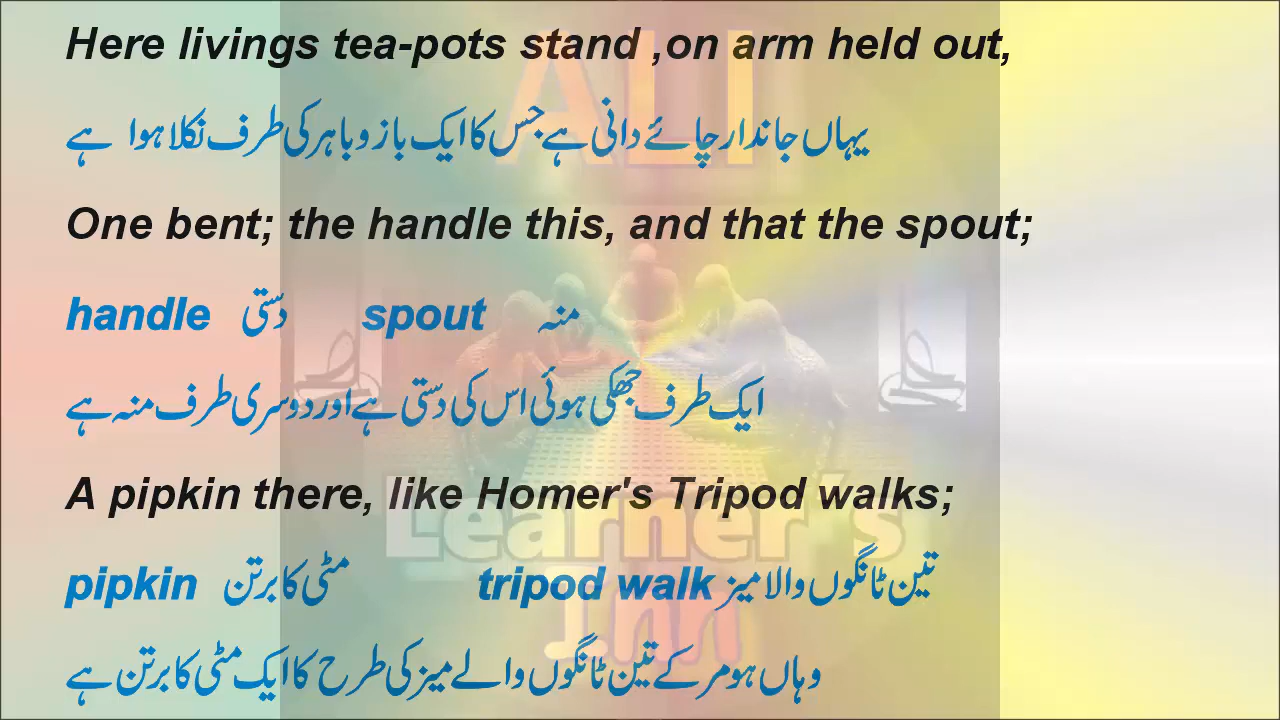 Here livings tea-pots stand ,on arm held out,
یہاں جاندار چائے دانی ہے جس کا ایک بازو باہر کی طرف نکلا ہوا ہے
One bent; the handle this, and that the spout;
handle دستی spout منہ
ایک طرف جھکی ہوئی اس کی دستی ہے اور دوسری طرف منہ ہے
A pipkin there, like Homer's Tripod walks;
pipkin مٹی کا برتن tripod walk تین ٹانگوں والا میز
وہاں ہومر کے تین ٹانگوں والے میز کی طرح کا ایک مٹی کا برتن ہے
ALI
Learner's
Inn